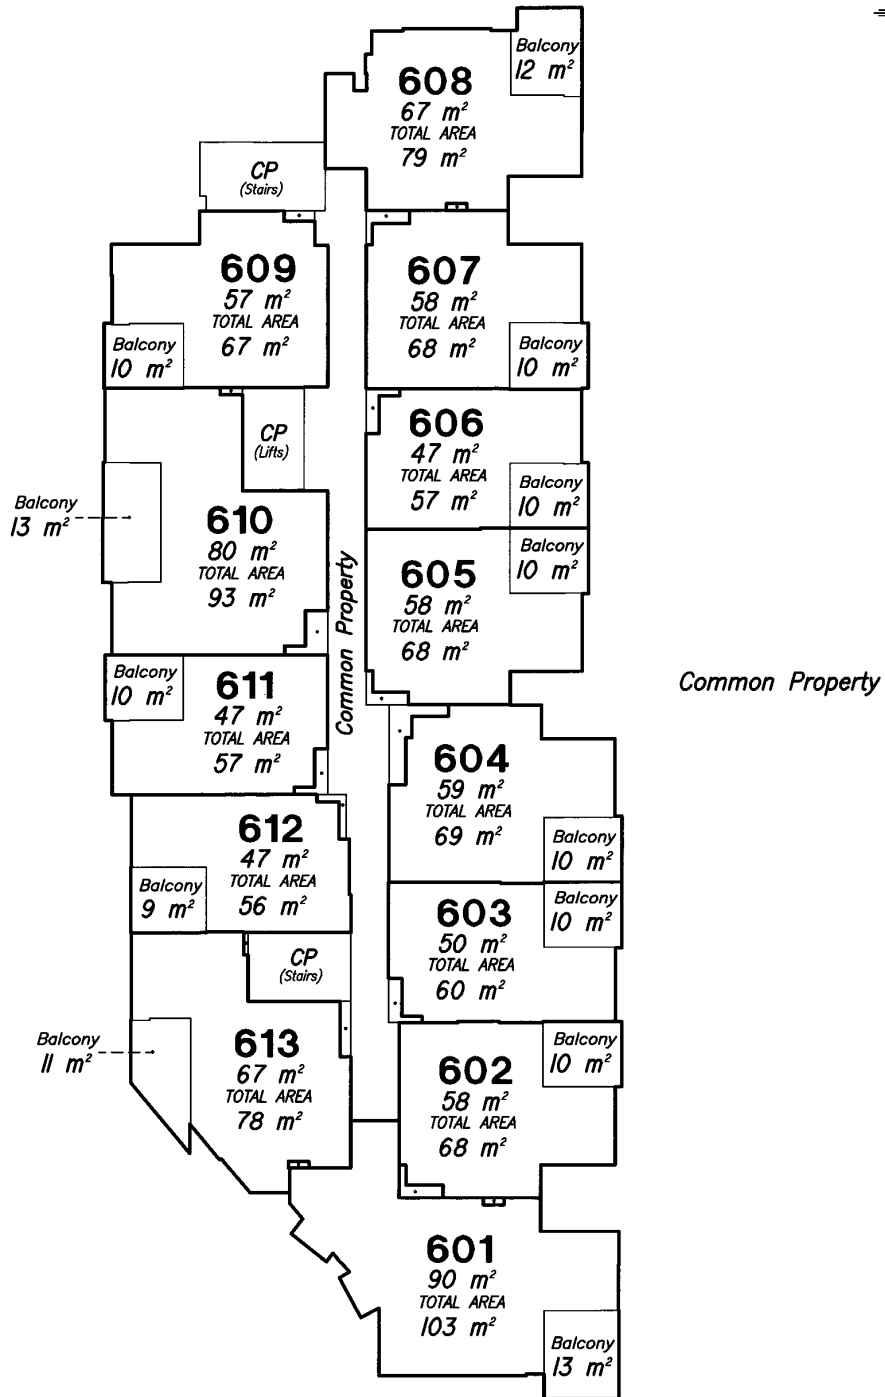 Balcony
12 m²
608
67 m²
TOTAL AREA
79 m²
CP
(Stairs)
609
57 m²
TOTAL AREA
67 m²
Balcony
10 m²
607
58 m²
TOTAL AREA
68 m²
Balcony
10 m²
CP
(Lifts)
606
47 m²
TOTAL AREA
57 m²
Balcony
10 m²
Balcony
13 m²
610
80 m²
TOTAL AREA
93 m²
Common Property
605
58 m²
TOTAL AREA
68 m²
Balcony
10 m²
Balcony
10 m²
611
47 m²
TOTAL AREA
57 m²
Common Property
604
59 m²
TOTAL AREA
69 m²
Balcony
10 m²
612
47 m²
TOTAL AREA
56 m²
Balcony
9 m²
603
50 m²
TOTAL AREA
60 m²
Balcony
10 m²
CP
(Stairs)
Balcony
11 m²
613
67 m²
TOTAL AREA
78 m²
602
58 m²
TOTAL AREA
68 m²
Balcony
10 m²
601
90 m²
TOTAL AREA
103 m²
Balcony
13 m²